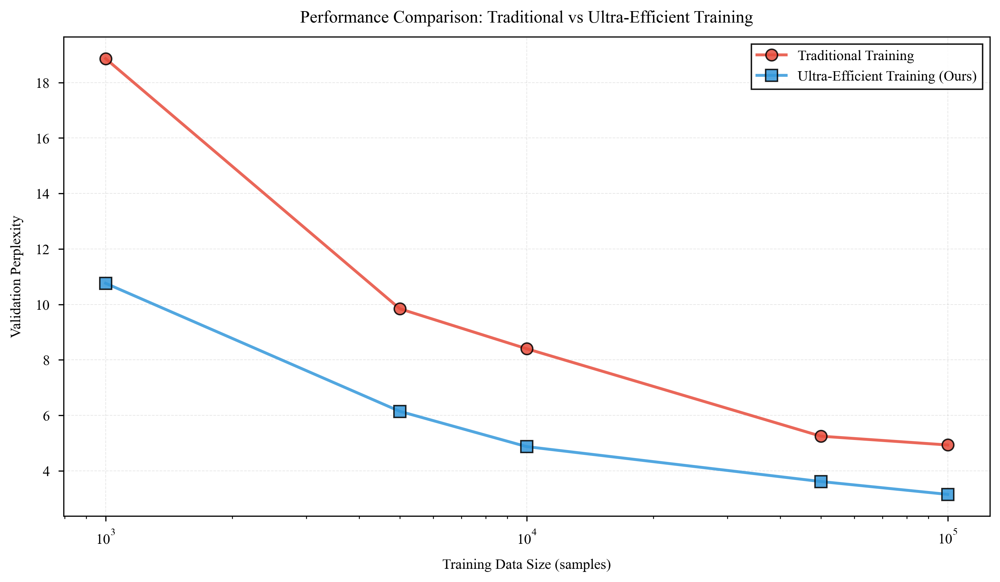 Performance Comparison: Traditional vs Ultra-Efficient Training
Traditional Training
Ultra-Efficient Training (Ours)
Validation Perplexity
18
16
14
12
10
8
6
4
10³
10⁴
10⁵
Training Data Size (samples)